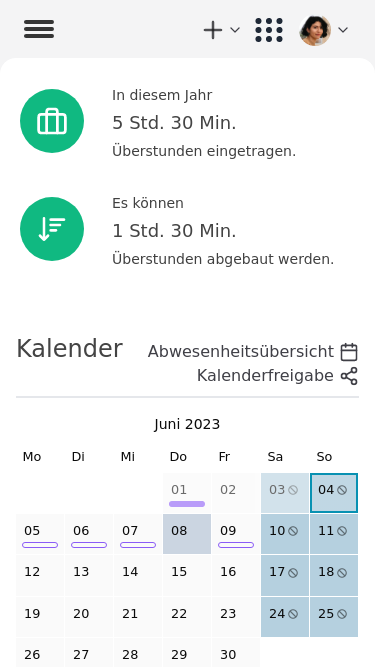 In diesem Jahr
5 Std. 30 Min.
Überstunden eingetragen.
Es können
1 Std. 30 Min.
Überstunden abgebaut werden.
Kalender
Abwesenheitsübersicht
Kalenderfreigabe
Juni 2023
Mo Di Mi Do Fr Sa So
01 02 03 04
05 06 07 08 09 10 11
12 13 14 15 16 17 18
19 20 21 22 23 24 25
26 27 28 29 30